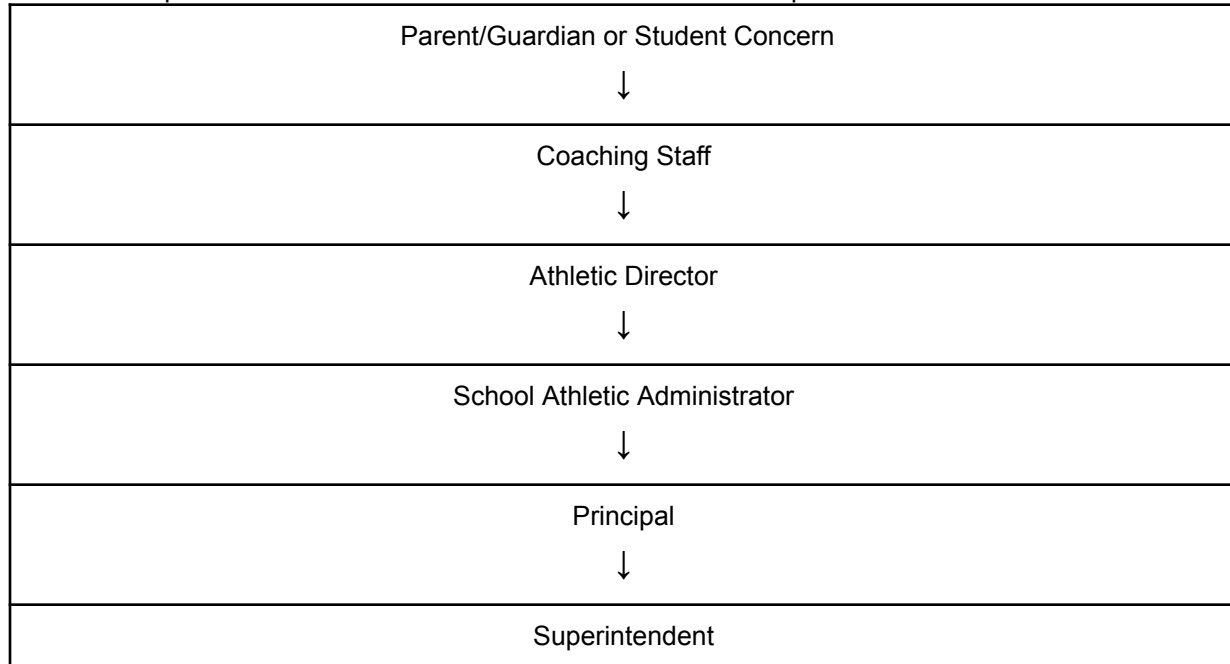 Parent/Guardian or Student Concern
↓
Coaching Staff
↓
Athletic Director
↓
School Athletic Administrator
↓
Principal
↓
Superintendent